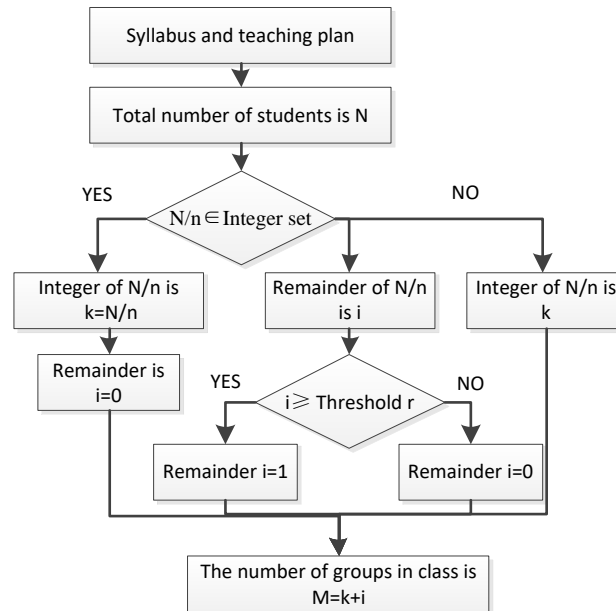 Syllabus and teaching plan
Total number of students is N
YES
NO
N/n∈Integer set
Integer of N/n is
k=N/n
Remainder of N/n
is i
Integer of N/n is
k
Remainder is
i=0
YES
NO
i≥Threshold r
Remainder i=1
Remainder i=0
The number of groups in class is
M=k+i